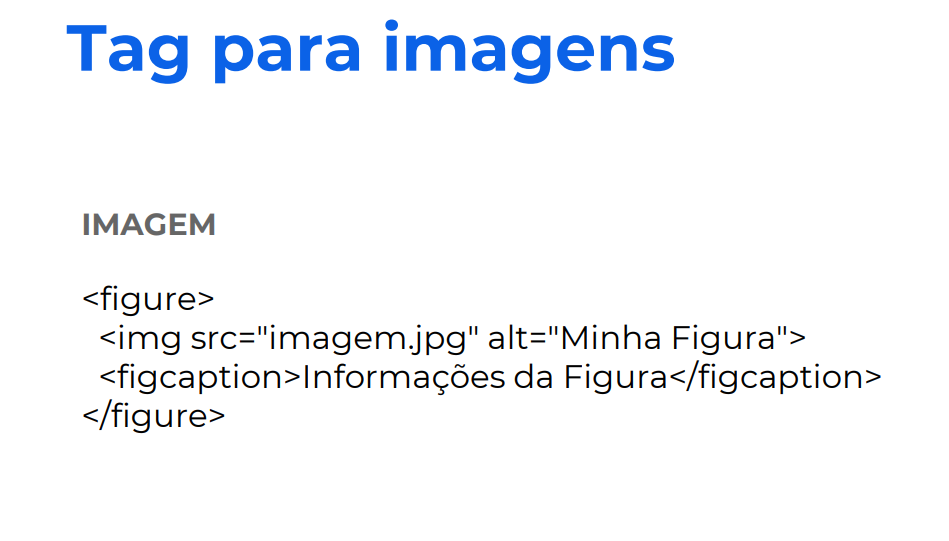 Tag para imagens
IMAGEM
<figure>
<img src="imagem.jpg" alt="Minha Figura">
<figcaption>Informações da Figura</figcaption>
</figure>